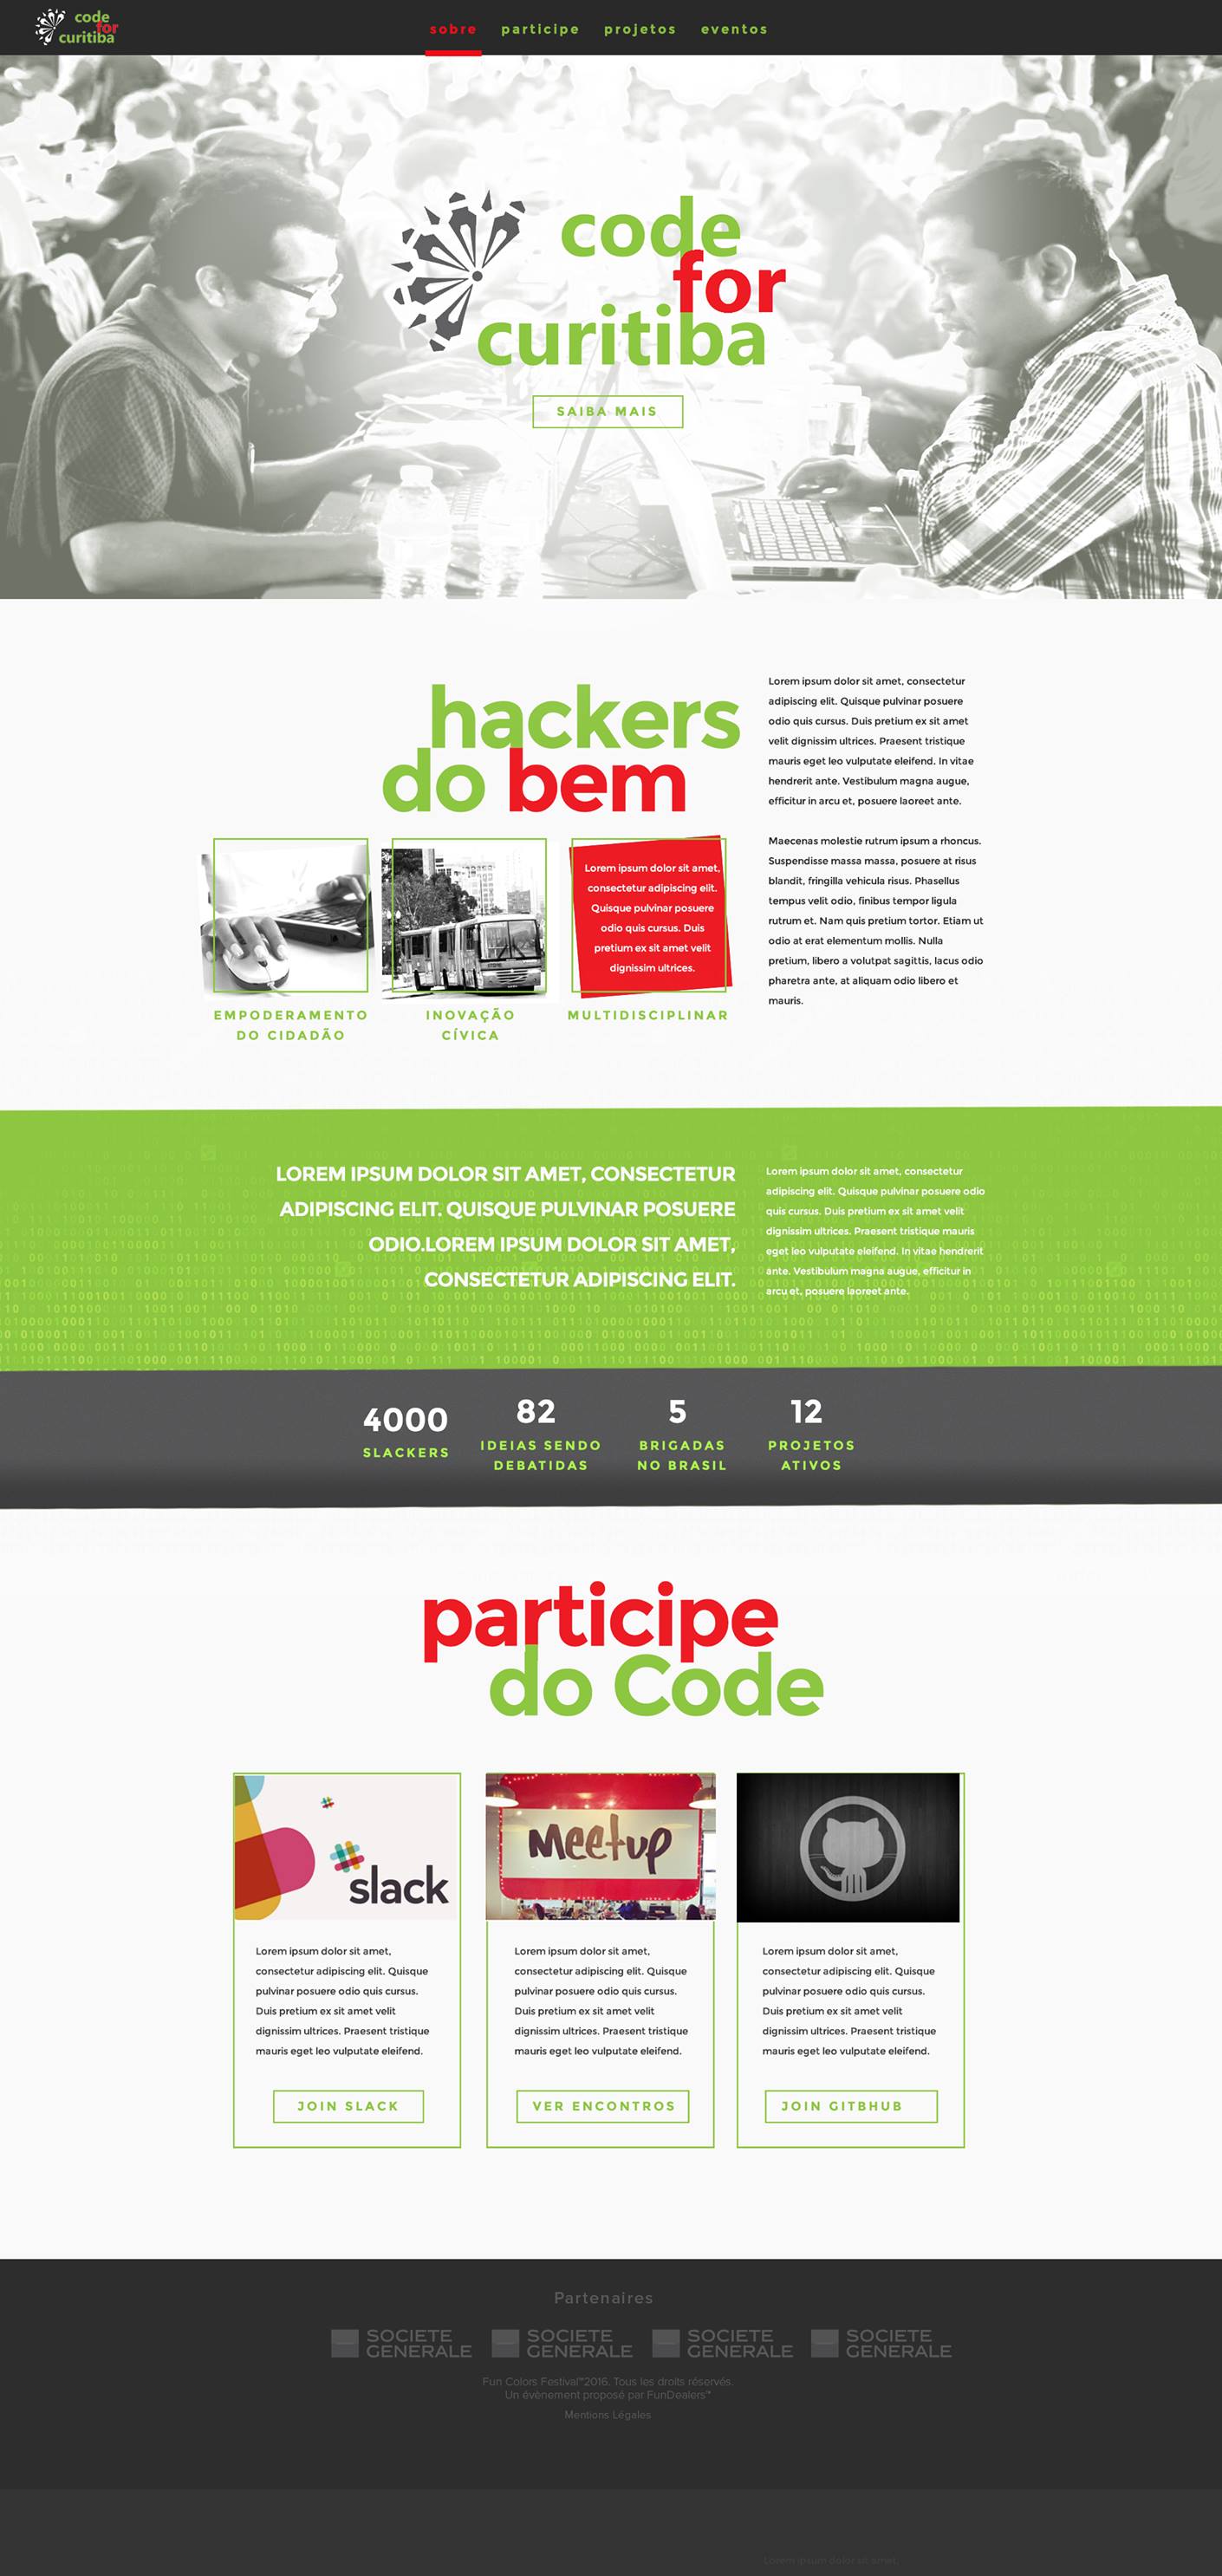 code
for
curitiba
sobre participe projetos eventos
code
for
curitiba
SAIBA MAIS
hackers
do bem
Lorem ipsum dolor sit amet,
consectetur adipiscing elit.
Quisque pulvinar posuere
odio quis cursus. Duis
pretium ex sit amet velit
dignissim ultrices.
EMPODERAMENTO
DO CIDADÃO
INOVAÇÃO
CÍVICA
MULTIDISCIPLINAR
Lorem ipsum dolor sit amet, consectetur
adipiscing elit. Quisque pulvinar posuere
odio quis cursus. Duis pretium ex sit amet
velit dignissim ultrices. Praesent tristique
mauris eget leo vulputate eleifend. In vitae
hendrerit ante. Vestibulum magna augue,
efficitur in arcu et, posuere laoreet ante.
Maecenas molestie rutrum ipsum a rhoncus.
Suspendisse massa massa, posuere at risus
blandit, fringilla vehicula risus. Phasellus
tempus velit odio, finibus tempor ligula
rutrum et. Nam quis pretium tortor. Etiam ut
odio at erat elementum mollis. Nulla
pretium, libero a volutpat sagittis, lacus odio
pharetra ante, at aliquam odio libero et
mauris.
LOREM IPSUM DOLOR SIT AMET, CONSECTETUR
ADIPISCING ELIT. QUISQUE PULVINAR POSUERE
ODIO.LOREM IPSUM DOLOR SIT AMET,
CONSECTETUR ADIPISCING ELIT.
Lorem ipsum dolor sit amet, consectetur
adipiscing elit. Quisque pulvinar posuere odio
quis cursus. Duis pretium ex sit amet velit
dignissim ultrices. Praesent tristique mauris
eget leo vulputate eleifend. In vitae hendrerit
ante. Vestibulum magna augue, efficitur in
arcu et, posuere laoreet ante.
4000
SLACKERS
82
IDEIAS SENDO
DEBATIDAS
5
BRIGADAS
NO BRASIL
12
PROJETOS
ATIVOS
participe
do Code
slack
Lorem ipsum dolor sit amet,
consectetur adipiscing elit. Quisque
pulvinar posuere odio quis cursus.
Duis pretium ex sit amet velit
dignissim ultrices. Praesent tristique
mauris eget leo vulputate eleifend.
JOIN SLACK
Meetup
Lorem ipsum dolor sit amet,
consectetur adipiscing elit. Quisque
pulvinar posuere odio quis cursus.
Duis pretium ex sit amet velit
dignissim ultrices. Praesent tristique
mauris eget leo vulputate eleifend.
VER ENCONTROS
Lorem ipsum dolor sit amet,
consectetur adipiscing elit. Quisque
pulvinar posuere odio quis cursus.
Duis pretium ex sit amet velit
dignissim ultrices. Praesent tristique
mauris eget leo vulputate eleifend.
JOIN GITBHUB
Partenaires
SOCIETE
GENERALE
SOCIETE
GENERALE
SOCIETE
GENERALE
SOCIETE
GENERALE
Fun Colors Festival™2016. Tous les droits réservés.
Un évènement proposé par FunDealers™
Mentions Légales
Lorem ipsum dolor sit amet,